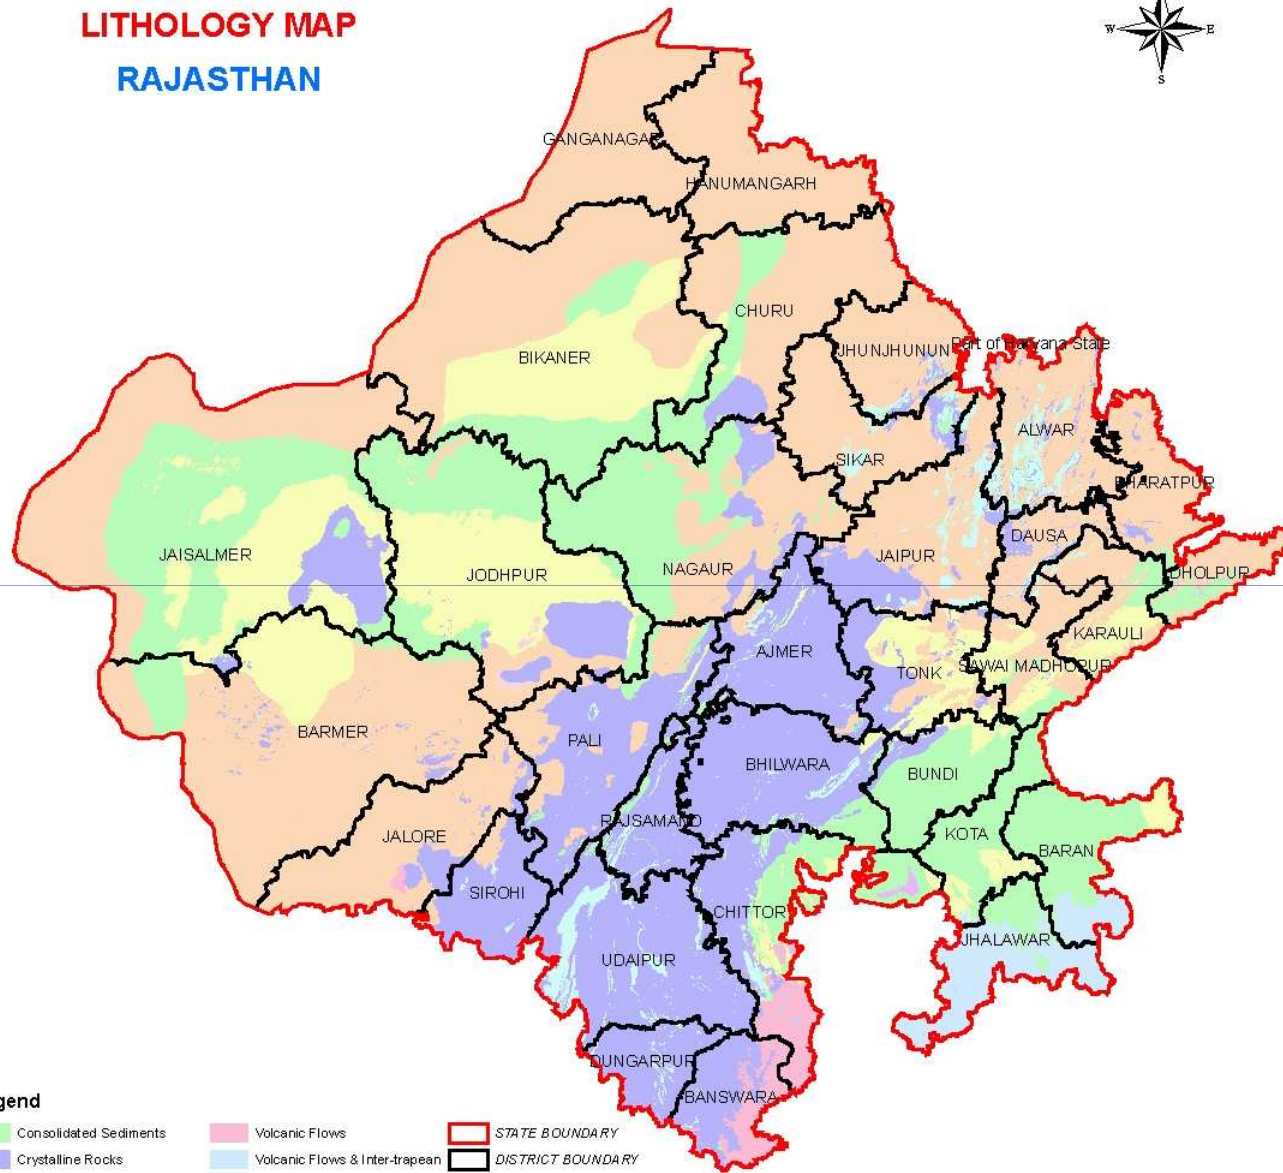 LITHOLOGY MAP
RAJASTHAN
W E
S
GANGANAGAR
HANUMANGARH
CHURU
JHUNJHUNUN
Part of Haryana State
BIKANER
ALWAR
SIKAR
BHARATPUR
DAUSA
JAISALMER
JAIPUR
JODHPUR
NAGAUR
DHOLPUR
KARAULI
AJMER
SAWAI MADHOPUR
TONK
BARMER
PALI
BHILWARA
BUNDI
RAJSAMAND
JALORE
KOTA
BARAN
SIROHI
CHITTOR
JHALAWAR
UDAIPUR
DUNGARPUR
BANSWARA
gend
Consolidated Sediments
Volcanic Flows
STATE BOUNDARY
Crystalline Rocks
Volcanic Flows & Inter-trapean
DISTRICT BOUNDARY